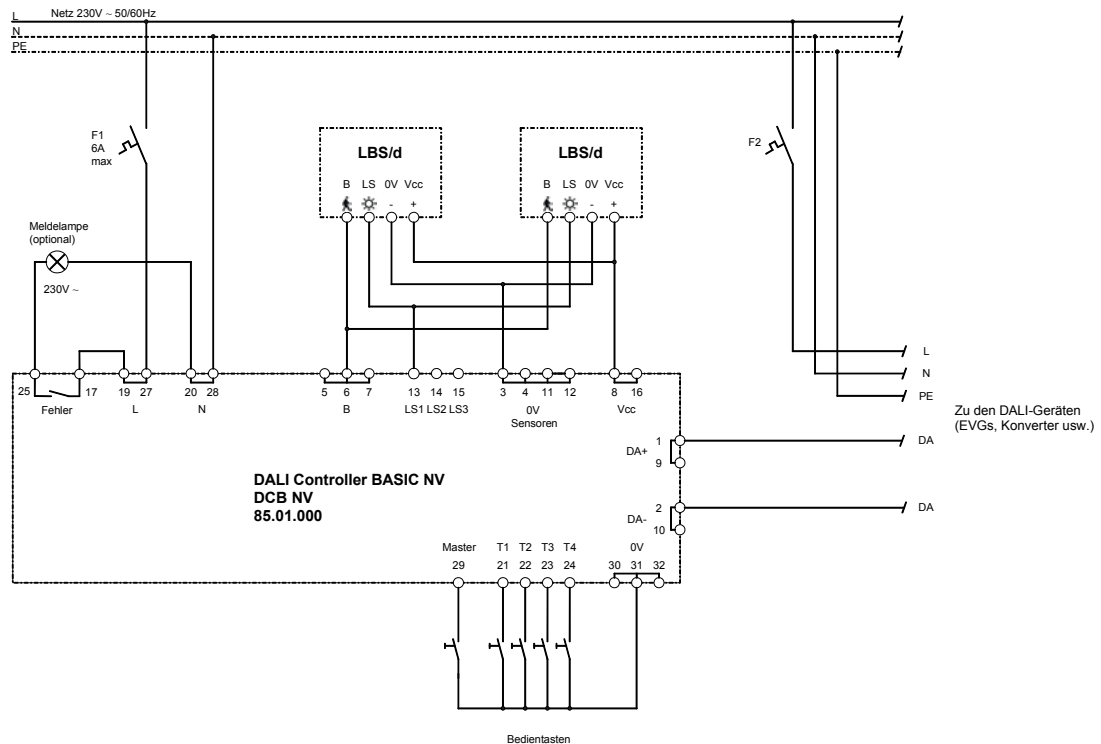 L Netz 230V ~ 50/60Hz
N
PE
F1
6A
max
F2
LBS/d
LBS/d
B LS 0V Vcc
- +
B LS 0V Vcc
- +
Meldelampe
(optional)
230V ~
25 17 19 27 20 28 5 6 7 13 14 15 3 4 11 12 8 16
Fehler L N B LS1 LS2 LS3 0V Vcc
Sensoren
L
N
PE
Zu den DALI-Geräten
(EVGs, Konverter usw.)
DA+ 1
9
DA
DA- 2
10
DA
DALI Controller BASIC NV
DCB NV
85.01.000
Master T1 T2 T3 T4 0V
29 21 22 23 24 30 31 32
Bedientasten